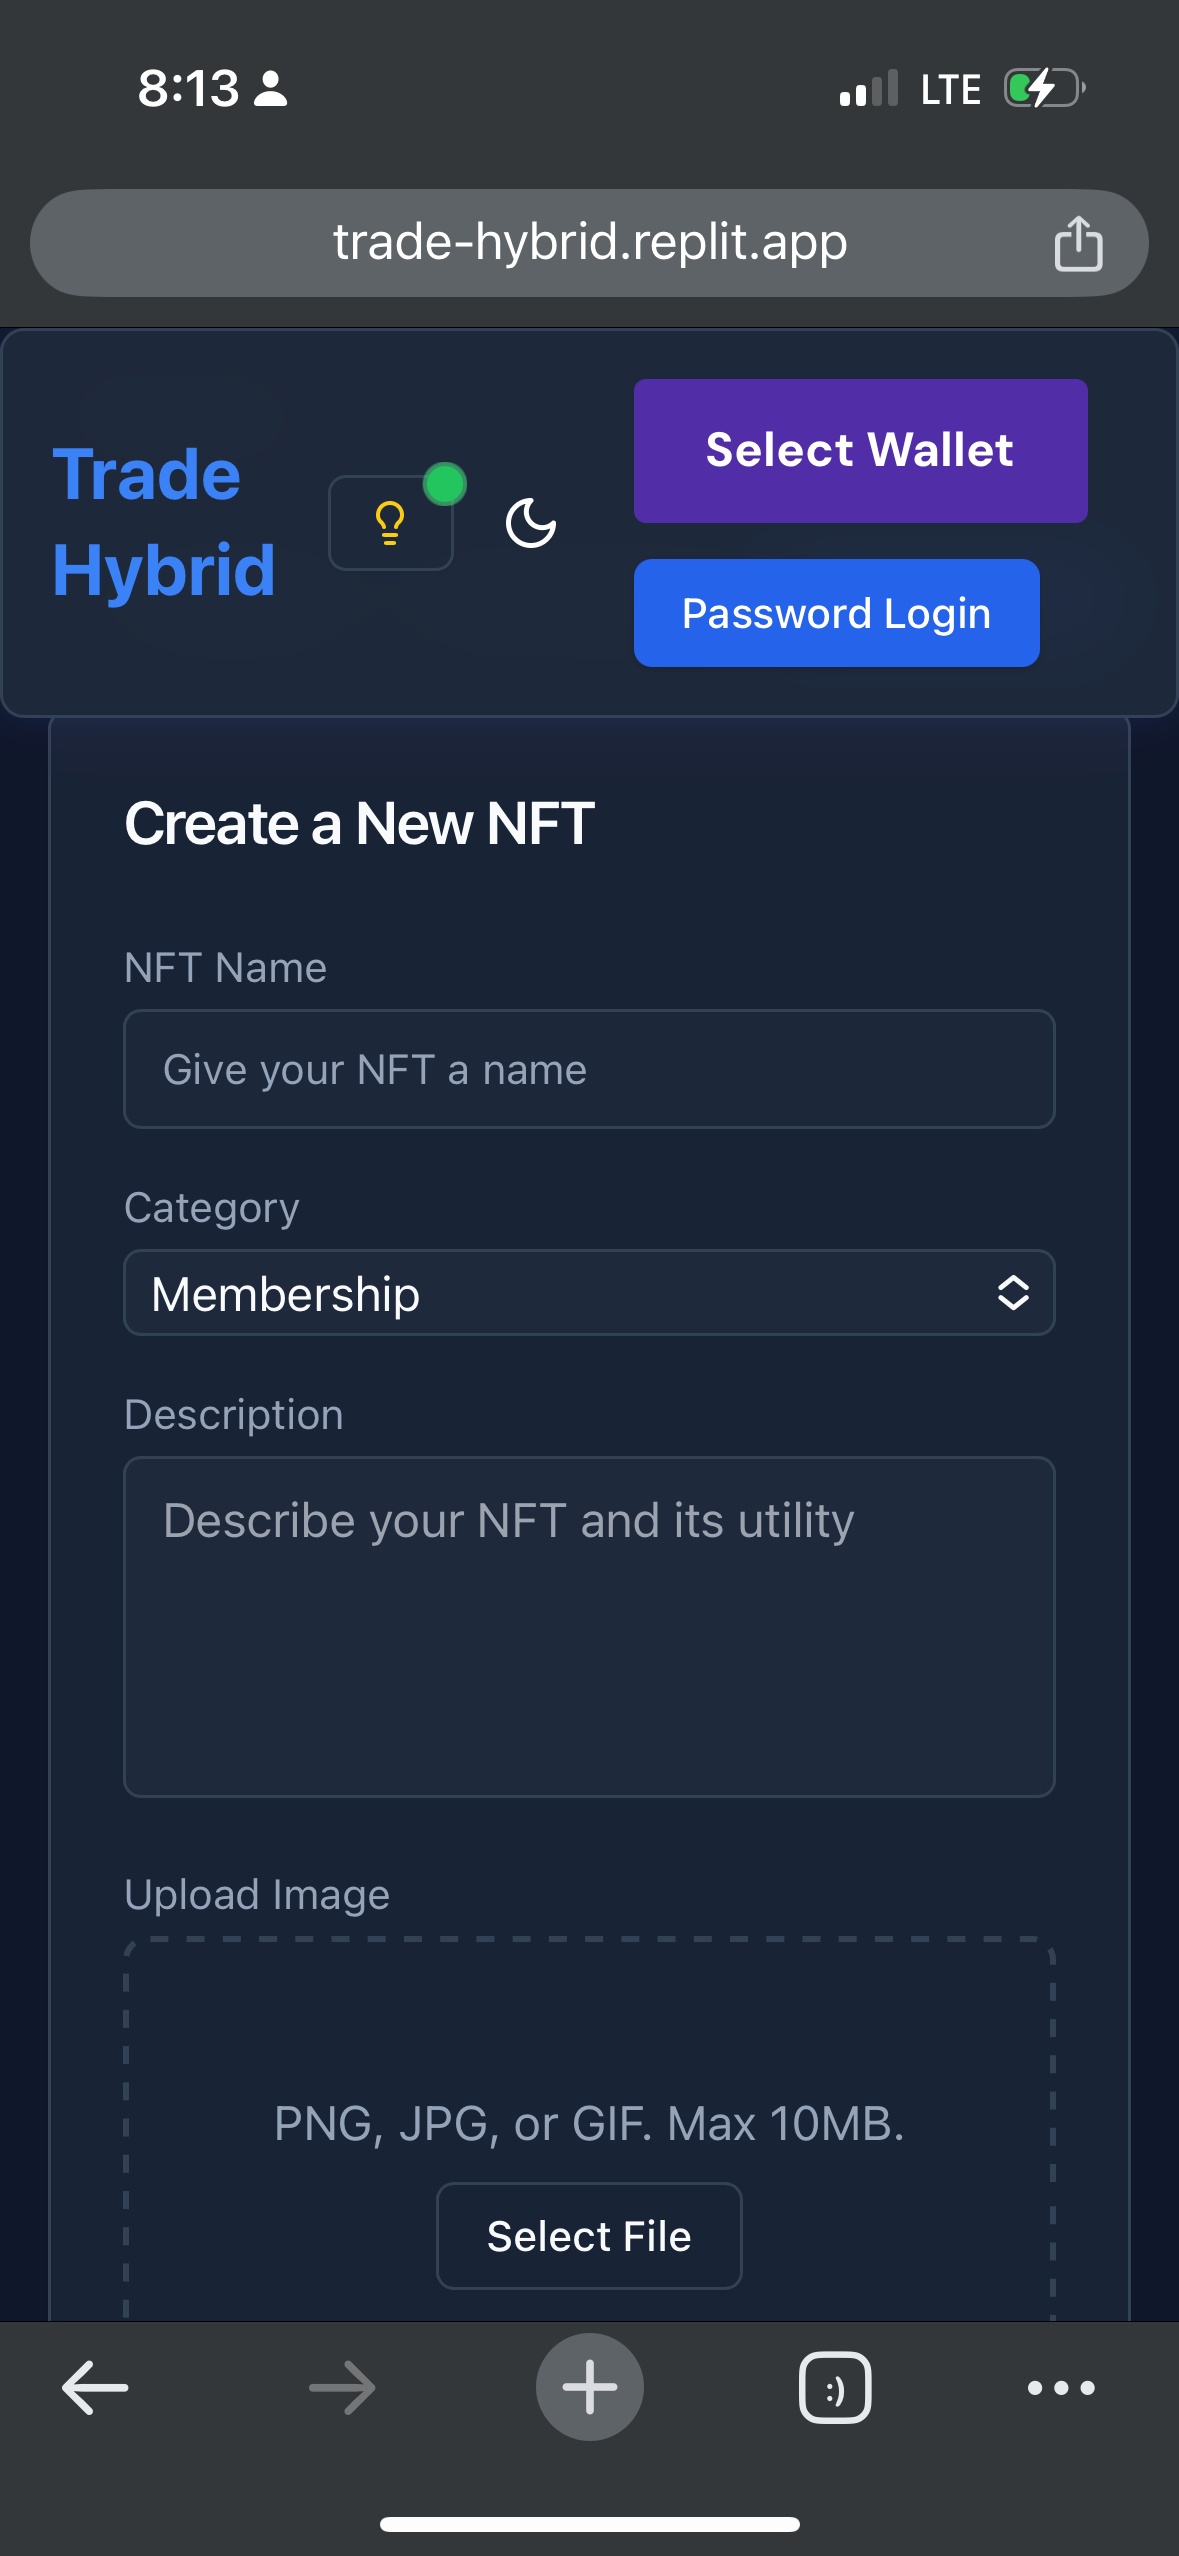 8:13
LTE
trade-hybrid.replit.app
Trade
Hybrid
Select Wallet
Password Login
Create a New NFT
NFT Name
Give your NFT a name
Category
Membership
Description
Describe your NFT and its utility
Upload Image
PNG, JPG, or GIF. Max 10MB.
Select File
:)